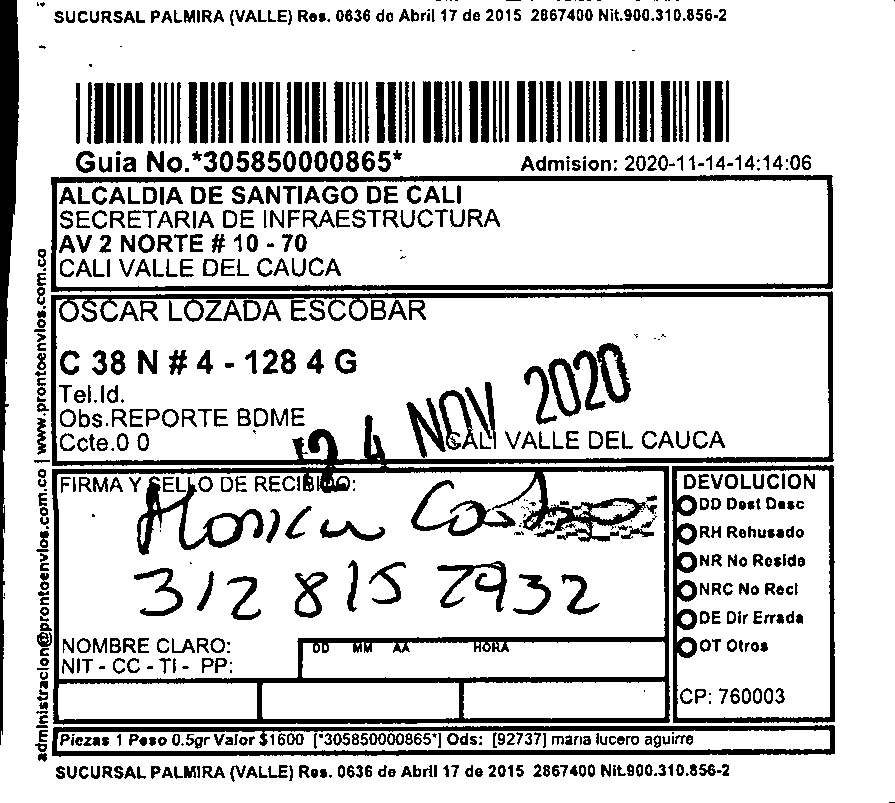 SUCURSAL PALMIRA (VALLE) Res. 0636 de Abril 17 de 2015 2867400 Nit.900.310.856-2
Guia No.*305850000865*
Admision: 2020-11-14-14:14:06
ALCALDIA DE SANTIAGO DE CALI
SECRETARIA DE INFRAESTRUCTURA
AV 2 NORTE # 10 - 70
CALI VALLE DEL CAUCA
OSCAR LOZADA ESCOBAR
C 38 N # 4 - 128 4 G
Tel.Id.
Obs.REPORTE BDME
Ccte.0 0
24 NOV 2020
CALI VALLE DEL CAUCA
administracion@prontoenvios.com.co | www.prontoenvios.com.co
FIRMA Y SELLO DE RECIBIDO:
Monica Castro
312 815 2932
NOMBRE CLARO:
NIT - CC - TI - PP:
DD MM AA HORA
DEVOLUCION
DD Dest Desc
RH Rehusado
NR No Reside
NRC No Recl
DE Dir Errada
OT Otros
CP: 760003
Piezas 1 Peso 0.5gr Valor $1600 [*305850000865*] Ods: [92737] maria lucero aguirre
SUCURSAL PALMIRA (VALLE) Res. 0636 de Abril 17 de 2015 2867400 Nit.900.310.856-2